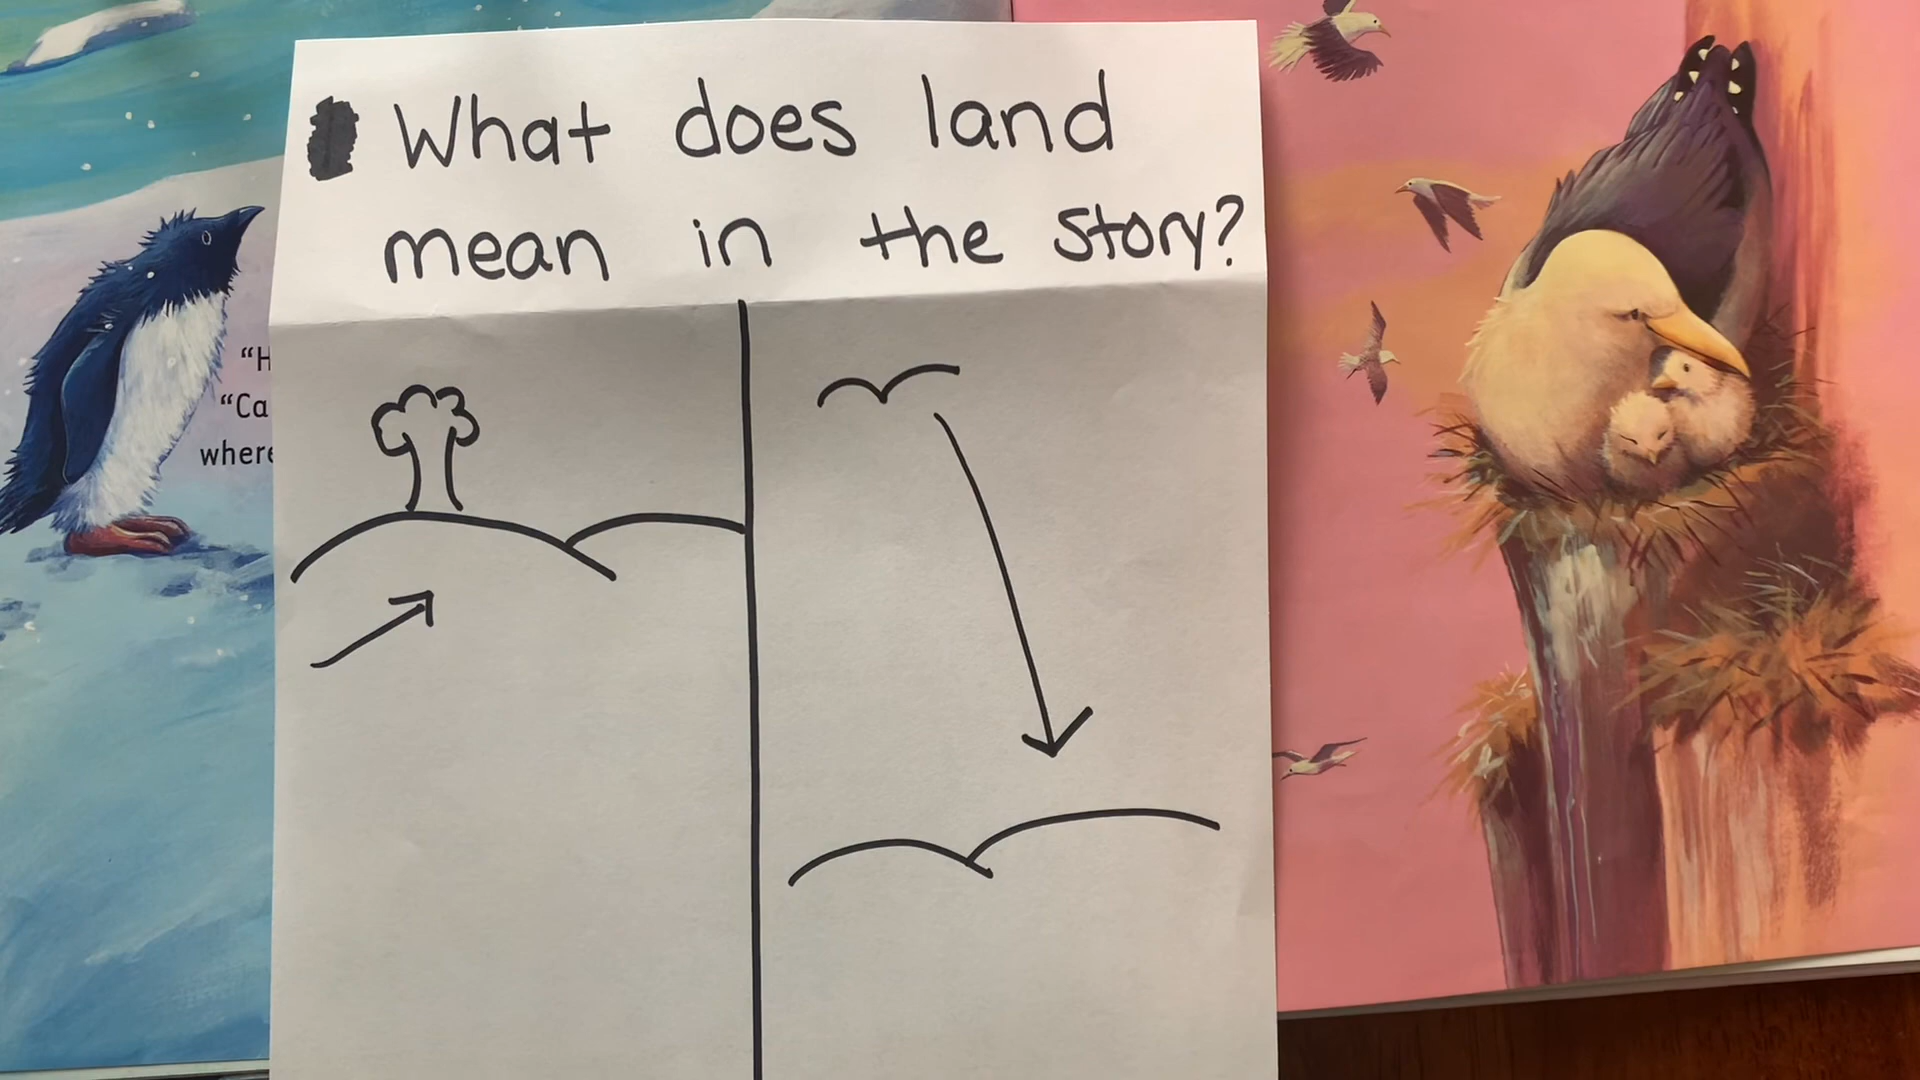 What does land
mean in the story?
“H
“Ca
where